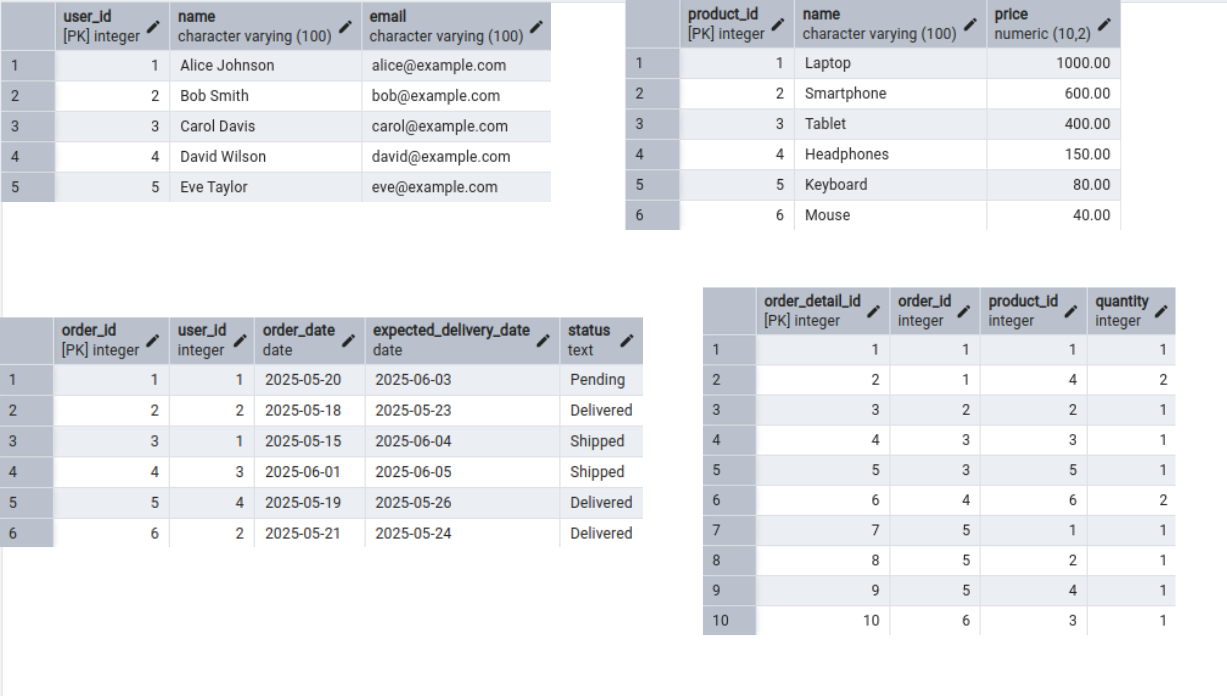 user_id name email
[PK] integer character varying (100) character varying (100)
1 1 Alice Johnson alice@example.com
2 2 Bob Smith bob@example.com
3 3 Carol Davis carol@example.com
4 4 David Wilson david@example.com
5 5 Eve Taylor eve@example.com
product_id name price
[PK] integer character varying (100) numeric (10,2)
1 1 Laptop 1000.00
2 2 Smartphone 600.00
3 3 Tablet 400.00
4 4 Headphones 150.00
5 5 Keyboard 80.00
6 6 Mouse 40.00
order_id user_id order_date expected_delivery_date status
[PK] integer integer date date text
1 1 1 2025-05-20 2025-06-03 Pending
2 2 2 2025-05-18 2025-05-23 Delivered
3 3 1 2025-05-15 2025-06-04 Shipped
4 4 3 2025-06-01 2025-06-05 Shipped
5 5 4 2025-05-19 2025-05-26 Delivered
6 6 2 2025-05-21 2025-05-24 Delivered
order_detail_id order_id product_id quantity
[PK] integer integer integer integer
1 1 1 1 1
2 2 1 4 2
3 3 2 2 1
4 4 3 3 1
5 5 3 5 1
6 6 4 6 2
7 7 5 1 1
8 8 5 2 1
9 9 5 4 1
10 10 6 3 1